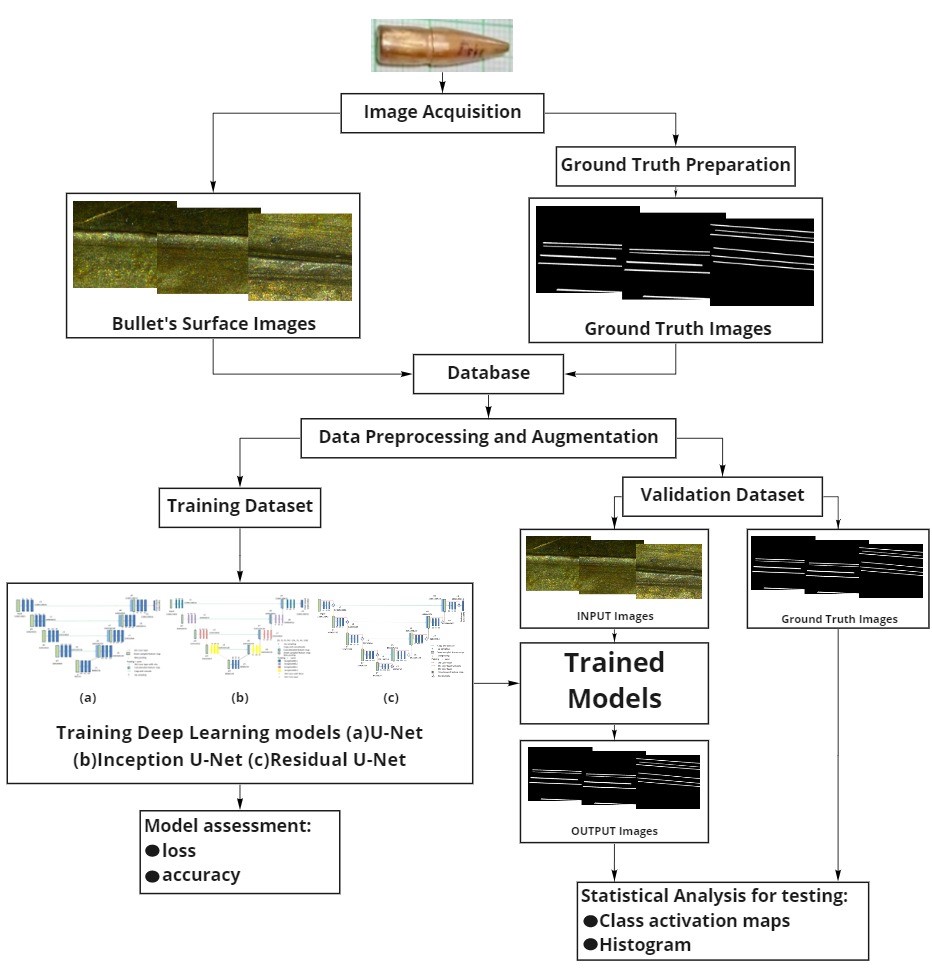 Image Acquisition
Ground Truth Preparation
Bullet's Surface Images
Ground Truth Images
Database
Data Preprocessing and Augmentation
Training Dataset
Validation Dataset
INPUT Images
Ground Truth Images
Trained
Models
(a)
(b)
(c)
Training Deep Learning models (a)U-Net
(b)Inception U-Net (c)Residual U-Net
OUTPUT Images
Model assessment:
●loss
●accuracy
Statistical Analysis for testing:
●Class activation maps
●Histogram